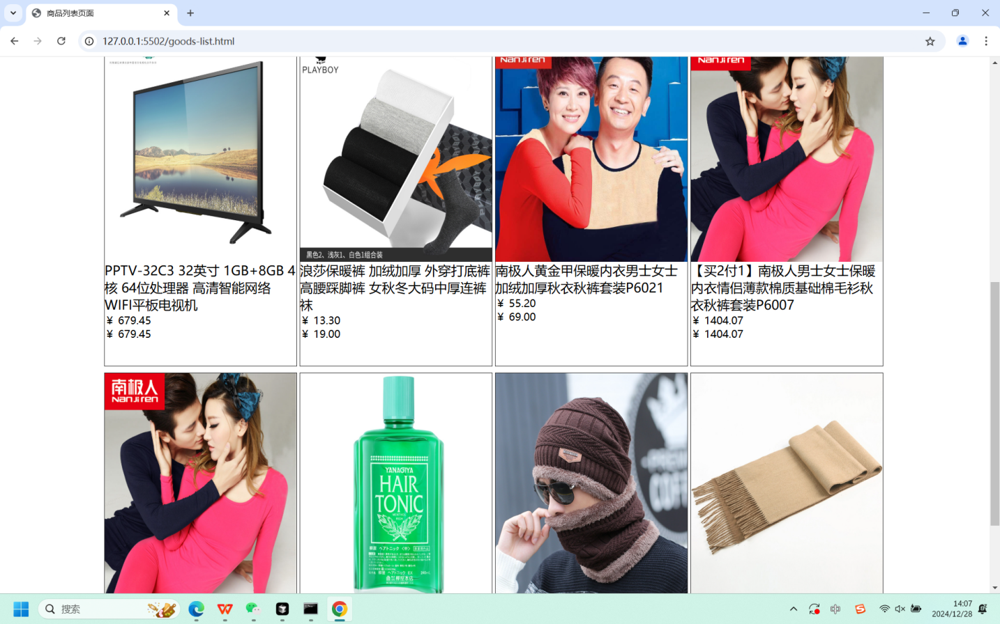 商品列表页面
127.0.0.1:5502/goods-list.html
PLAYBOY
NanJiren
NanJiren
黑色2、浅灰1、白色1组合装
PPTV-32C3 32英寸 1GB+8GB 4
核 64位处理器 高清智能网络
WIFI平板电视机
¥ 679.45
¥ 679.45
浪莎保暖裤 加绒加厚 外穿打底裤
高腰踩脚裤 女秋冬大码中厚连裤
袜
¥ 13.30
¥ 19.00
南极人黄金甲保暖内衣男士女士
加绒加厚秋衣秋裤套装P6021
¥ 55.20
¥ 69.00
【买2付1】南极人男士女士保暖
内衣情侣薄款棉质基础棉毛衫秋
衣秋裤套装P6007
¥ 1404.07
¥ 1404.07
南极人
NanJiren
YANAGIYA
HAIR
TONIC
搜索
中
14:07
2024/12/28